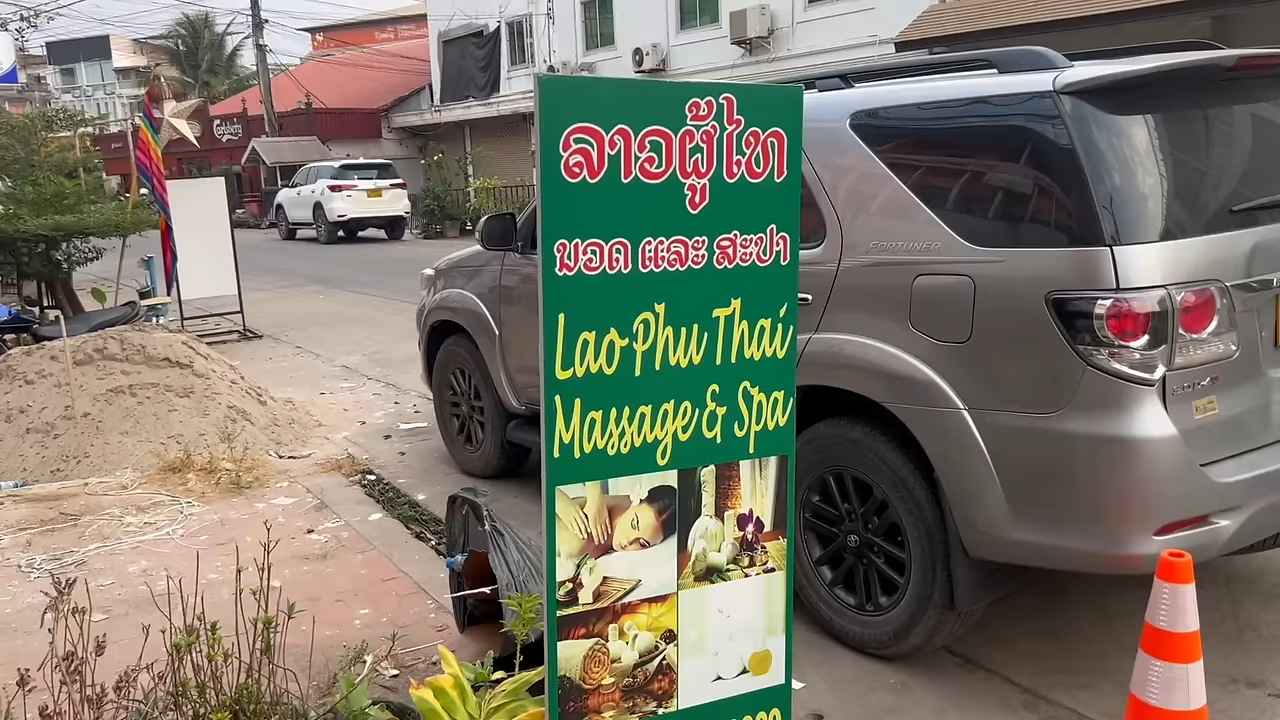 Carlsberg
ລາວຜູ້ໄທ
ນວດ ແລະ ສະປາ
Lao Phu Thai
Massage & Spa
FORTUNER